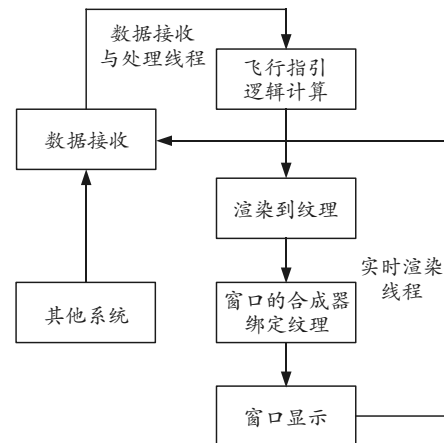 数据接收
与处理线程
飞行指引
逻辑计算
数据接收
渲染到纹理
实时渲染
线程
其他系统
窗口的合成器
绑定纹理
窗口显示